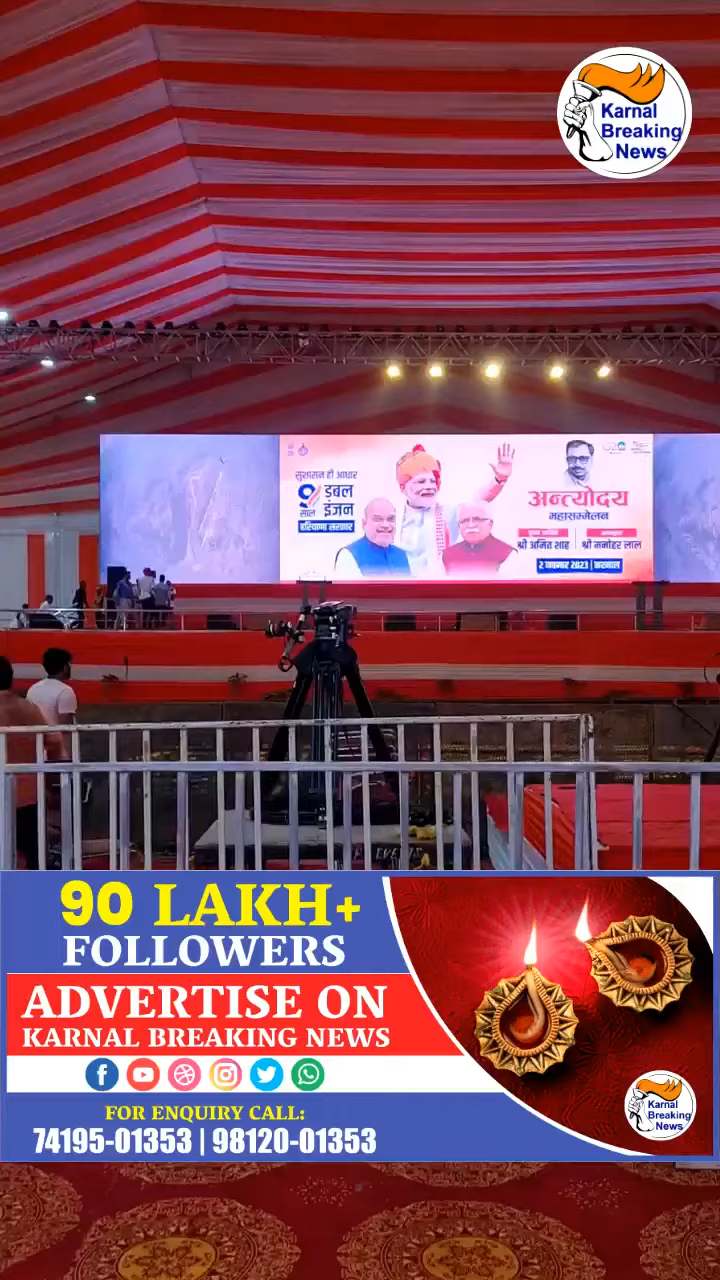 Karnal
Breaking
News
सुशासन ही आधार
9 साल
डबल
इंजन
हरियाणा सरकार
अन्त्योदय
महासम्मेलन
श्री अमित शाह
श्री मनोहर लाल
2 नवम्बर 2023 | करनाल
90 LAKH+
FOLLOWERS
ADVERTISE ON
KARNAL BREAKING NEWS
FOR ENQUIRY CALL:
74195-01353 | 98120-01353
Karnal
Breaking
News